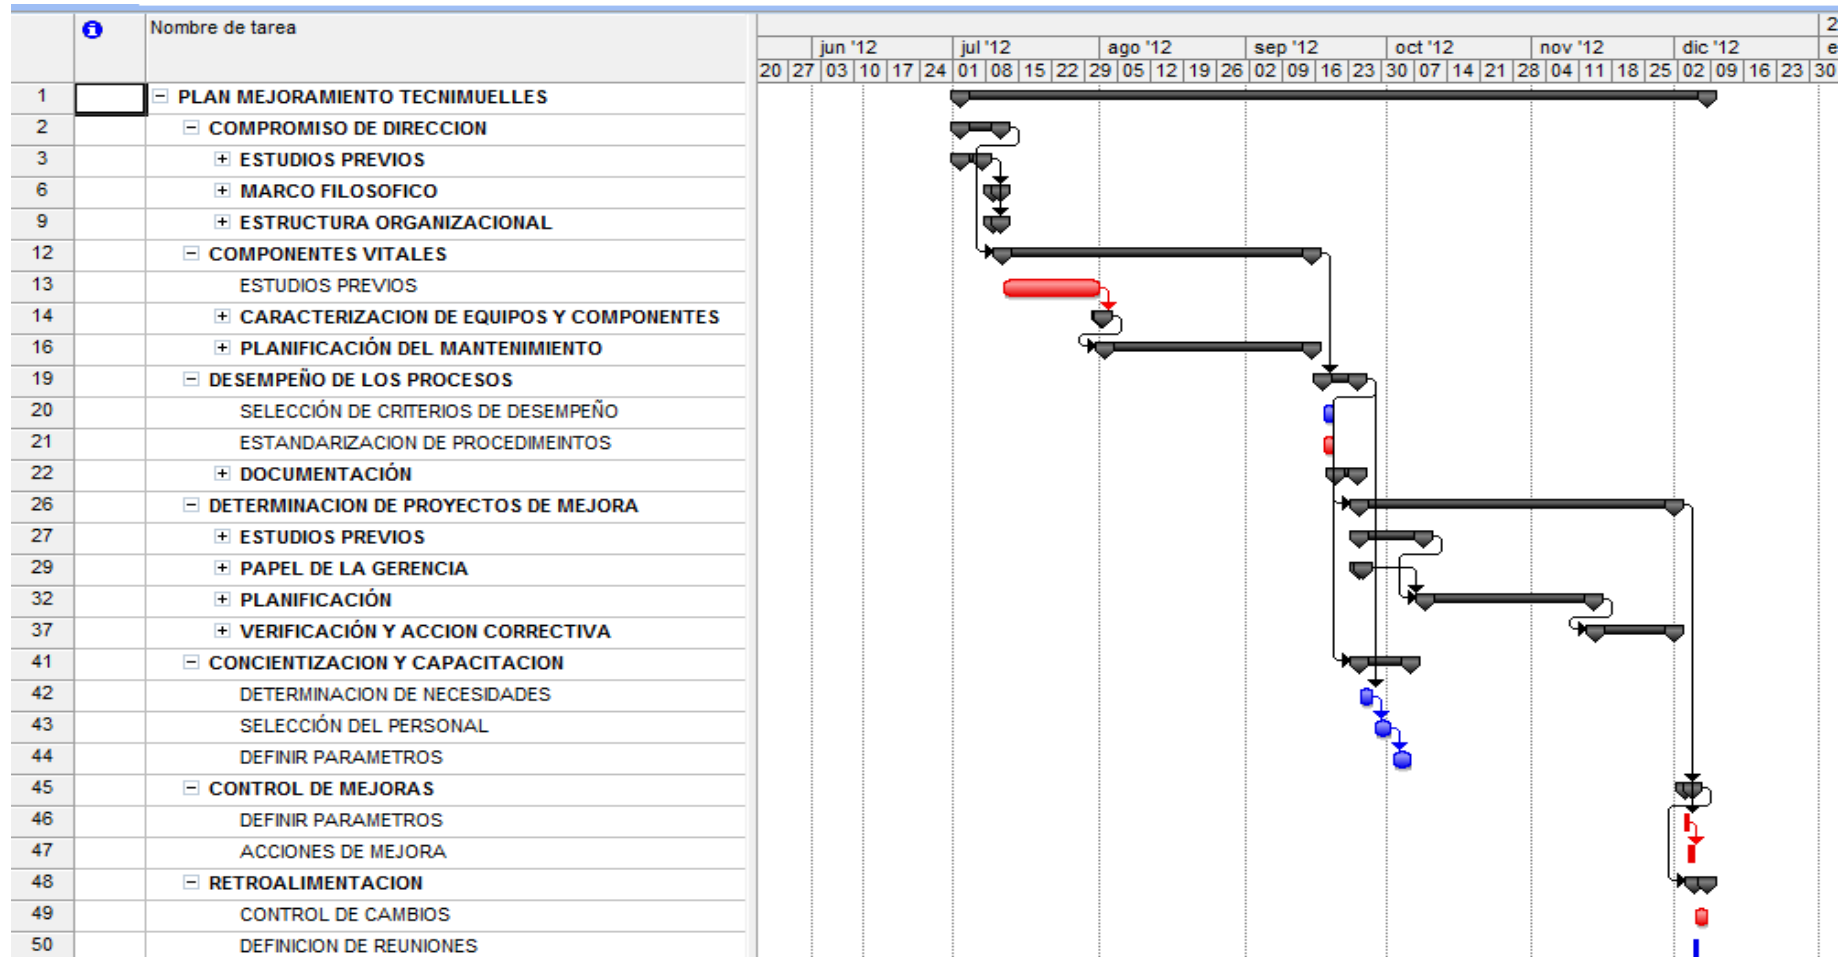 Nombre de tarea
2
jun '12 jul '12 ago '12 sep '12 oct '12 nov '12 dic '12 e
20 27 03 10 17 24 01 08 15 22 29 05 12 19 26 02 09 16 23 30 07 14 21 28 04 11 18 25 02 09 16 23 30
1 PLAN MEJORAMIENTO TECNIMUELLES
2 COMPROMISO DE DIRECCION
3 ESTUDIOS PREVIOS
6 MARCO FILOSOFICO
9 ESTRUCTURA ORGANIZACIONAL
12 COMPONENTES VITALES
13 ESTUDIOS PREVIOS
14 CARACTERIZACION DE EQUIPOS Y COMPONENTES
16 PLANIFICACIÓN DEL MANTENIMIENTO
19 DESEMPEÑO DE LOS PROCESOS
20 SELECCIÓN DE CRITERIOS DE DESEMPEÑO
21 ESTANDARIZACION DE PROCEDIMEINTOS
22 DOCUMENTACIÓN
26 DETERMINACION DE PROYECTOS DE MEJORA
27 ESTUDIOS PREVIOS
29 PAPEL DE LA GERENCIA
32 PLANIFICACIÓN
37 VERIFICACIÓN Y ACCION CORRECTIVA
41 CONCIENTIZACION Y CAPACITACION
42 DETERMINACION DE NECESIDADES
43 SELECCIÓN DEL PERSONAL
44 DEFINIR PARAMETROS
45 CONTROL DE MEJORAS
46 DEFINIR PARAMETROS
47 ACCIONES DE MEJORA
48 RETROALIMENTACION
49 CONTROL DE CAMBIOS
50 DEFINICION DE REUNIONES